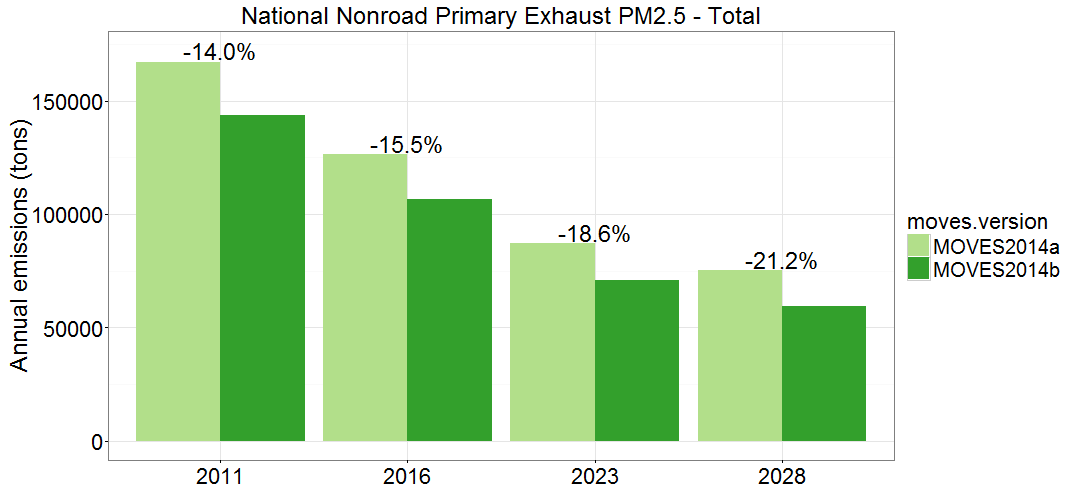 National Nonroad Primary Exhaust PM2.5 - Total
Annual emissions (tons)
150000
100000
50000
0
-14.0%
-15.5%
-18.6%
-21.2%
2011
2016
2023
2028
moves.version
MOVES2014a
MOVES2014b